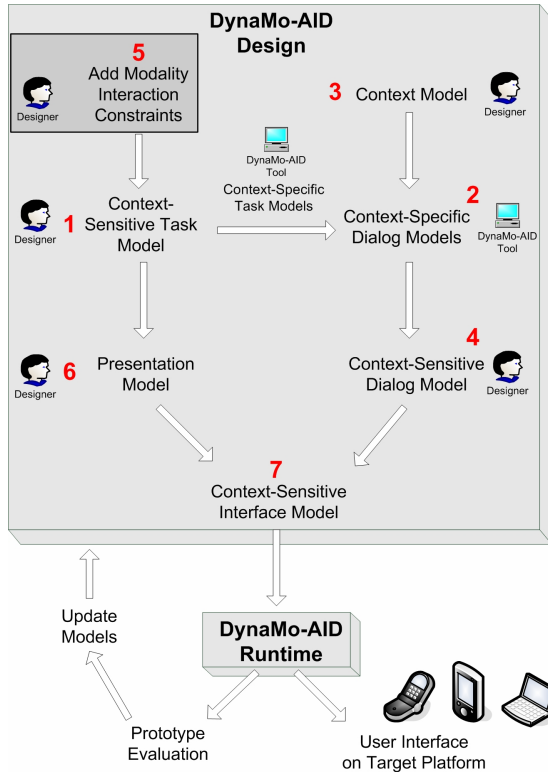 DynaMo-AID
Design
5
Add Modality
Interaction
Constraints
Designer
3
Context Model
Designer
DynaMo-AID
Tool
Context-Specific
Task Models
1
Context-
Sensitive Task
Model
Designer
2
Context-Specific
Dialog Models
DynaMo-AID
Tool
6
Presentation
Model
Designer
4
Context-Sensitive
Dialog Model
Designer
7
Context-Sensitive
Interface Model
Update
Models
DynaMo-AID
Runtime
Prototype
Evaluation
User Interface
on Target Platform